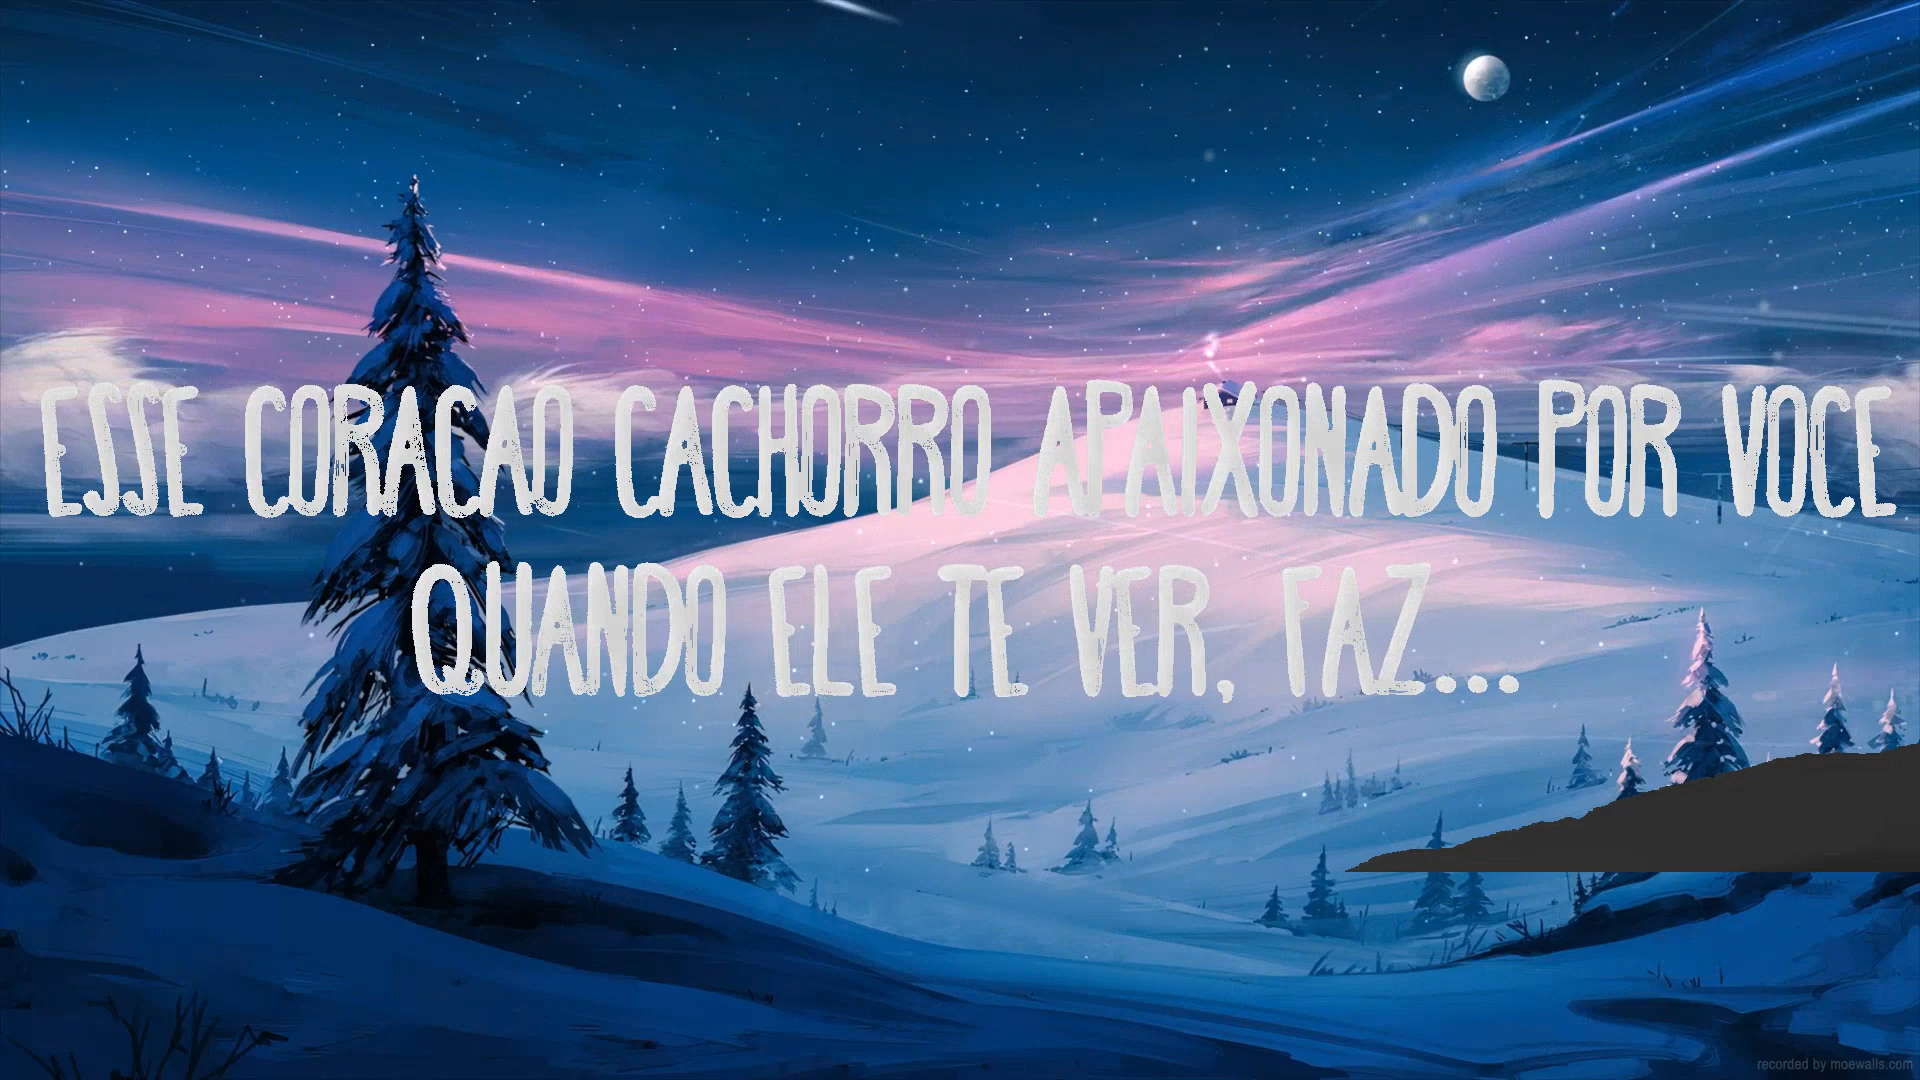 ESSE CORACAO CACHORRO APAIXONADO POR VOCE
QUANDO ELE TE VER, FAZ...
recorded by moewalls.com